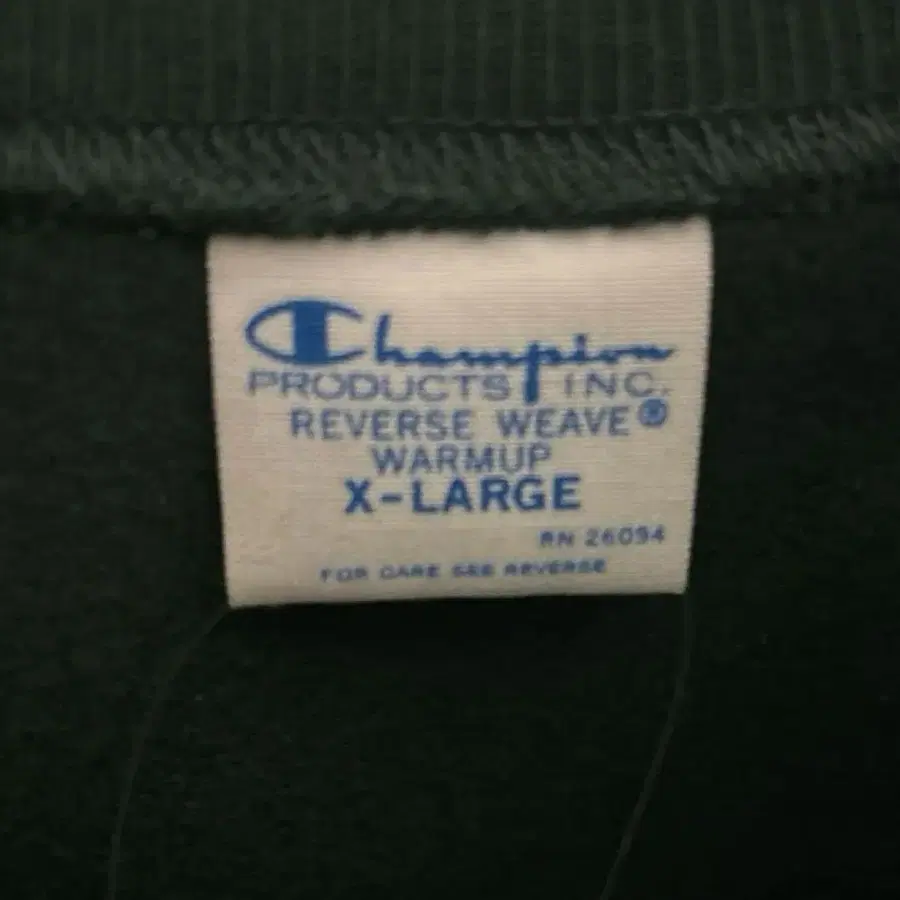 Champion
PRODUCTS INC.
REVERSE WEAVE®
WARMUP
X-LARGE
RN 26094
FOR CARE SEE REVERSE